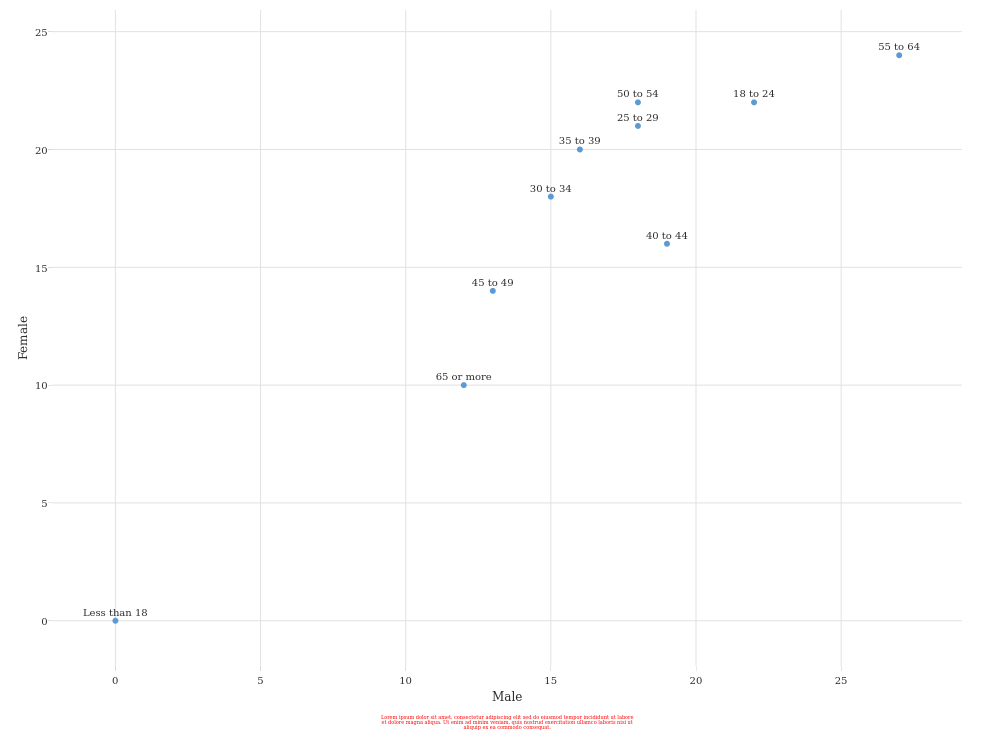 25
55 to 64
50 to 54
18 to 24
25 to 29
35 to 39
20
30 to 34
40 to 44
15
45 to 49
Female
65 or more
10
5
Less than 18
0
0 5 10 15 20 25
Male
Lorem ipsum dolor sit amet, consectetur adipiscing elit sed do eiusmod tempor incididunt ut labore
et dolore magna aliqua. Ut enim ad minim veniam, quis nostrud exercitation ullamco laboris nisi ut
aliquip ex ea commodo consequat.